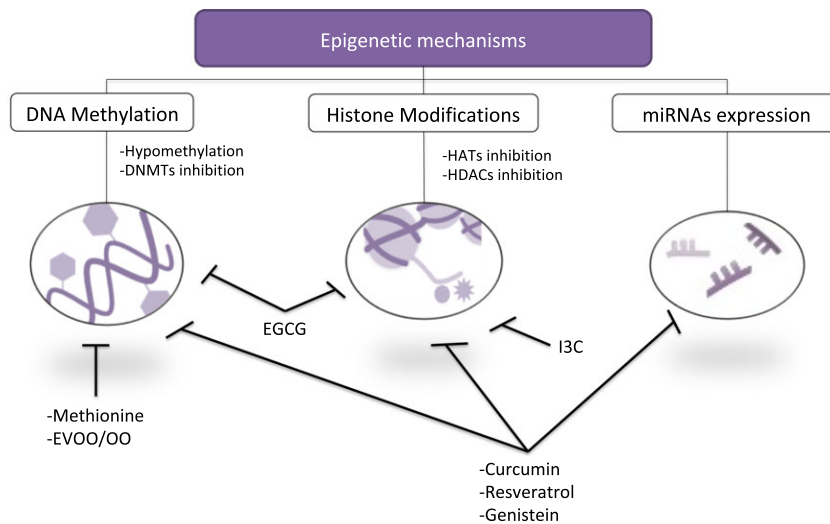 Epigenetic mechanisms
DNA Methylation
Histone Modifications
miRNAs expression
-Hypomethylation
-DNMTs inhibition
-HATs inhibition
-HDACs inhibition
EGCG
I3C
-Methionine
-EVOO/OO
-Curcumin
-Resveratrol
-Genistein